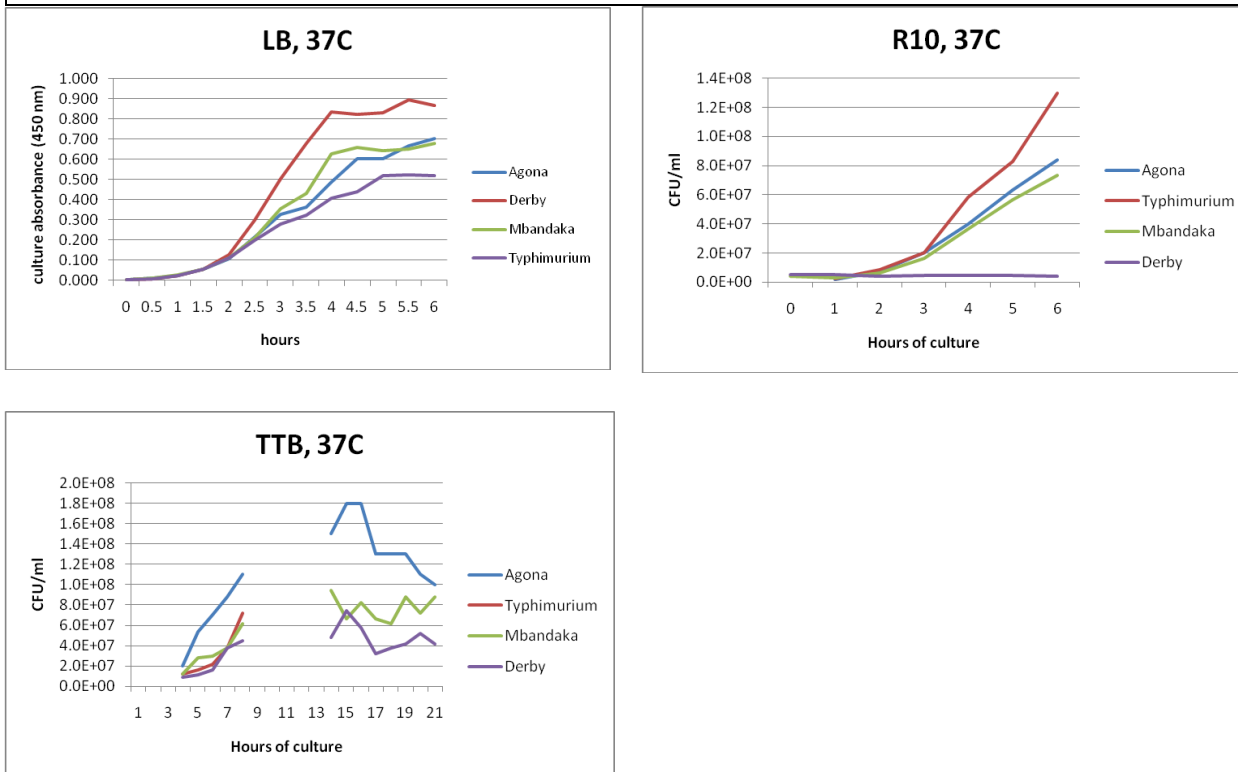 LB, 37C
culture absorbance (450 nm)
1.000
0.900
0.800
0.700
0.600
0.500
0.400
0.300
0.200
0.100
0.000
0 0.5 1 1.5 2 2.5 3 3.5 4 4.5 5 5.5 6
hours
Agona
Derby
Mbandaka
Typhimurium
R10, 37C
CFU/ml
1.4E+08
1.2E+08
1.0E+08
8.0E+07
6.0E+07
4.0E+07
2.0E+07
0.0E+00
0 1 2 3 4 5 6
Hours of culture
Agona
Typhimurium
Mbandaka
Derby
TTB, 37C
CFU/ml
2.0E+08
1.8E+08
1.6E+08
1.4E+08
1.2E+08
1.0E+08
8.0E+07
6.0E+07
4.0E+07
2.0E+07
0.0E+00
1 3 5 7 9 11 13 15 17 19 21
Hours of culture
Agona
Typhimurium
Mbandaka
Derby